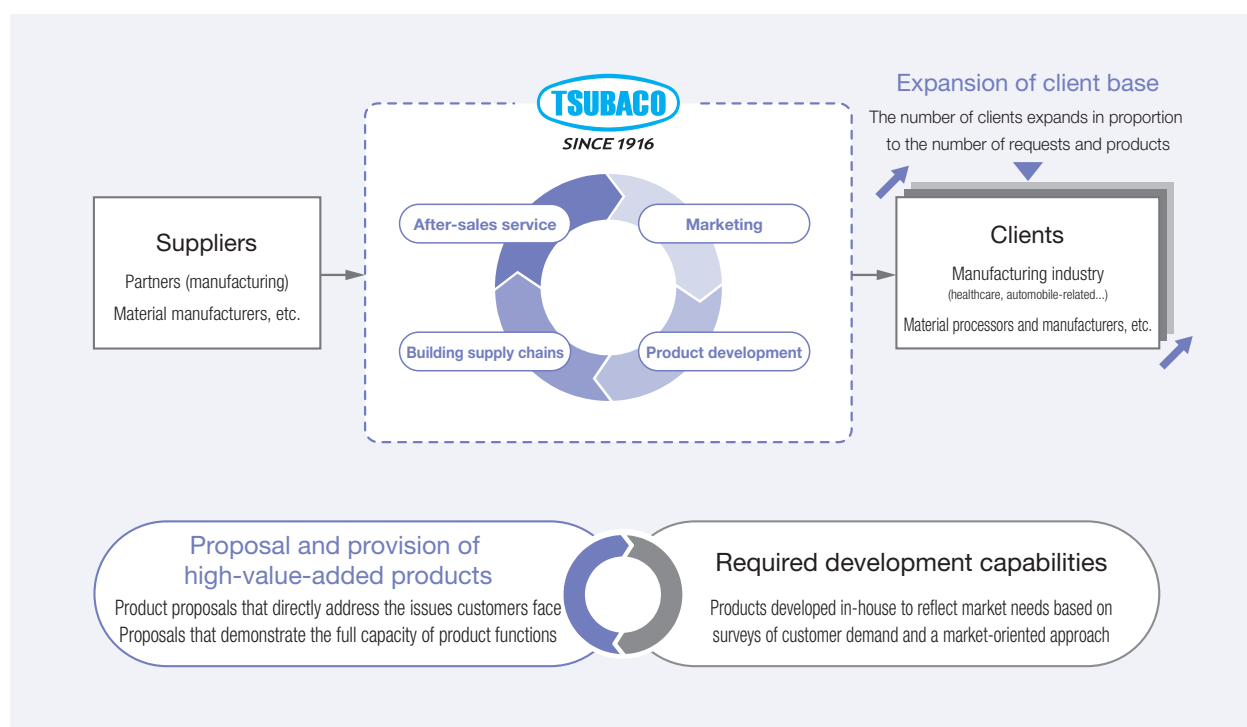 TSUBACO
SINCE 1916
Expansion of client base
The number of clients expands in proportion
to the number of requests and products
Suppliers
Partners (manufacturing)
Material manufacturers, etc.
After-sales service
Marketing
Building supply chains
Product development
Clients
Manufacturing industry
(healthcare, automobile-related...)
Material processors and manufacturers, etc.
Proposal and provision of
high-value-added products
Product proposals that directly address the issues customers face
Proposals that demonstrate the full capacity of product functions
Required development capabilities
Products developed in-house to reflect market needs based on
surveys of customer demand and a market-oriented approach